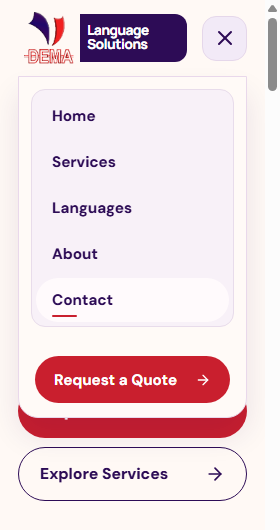 DEMA
Language
Solutions
Home
Services
Languages
About
Contact
Request a Quote
Explore Services